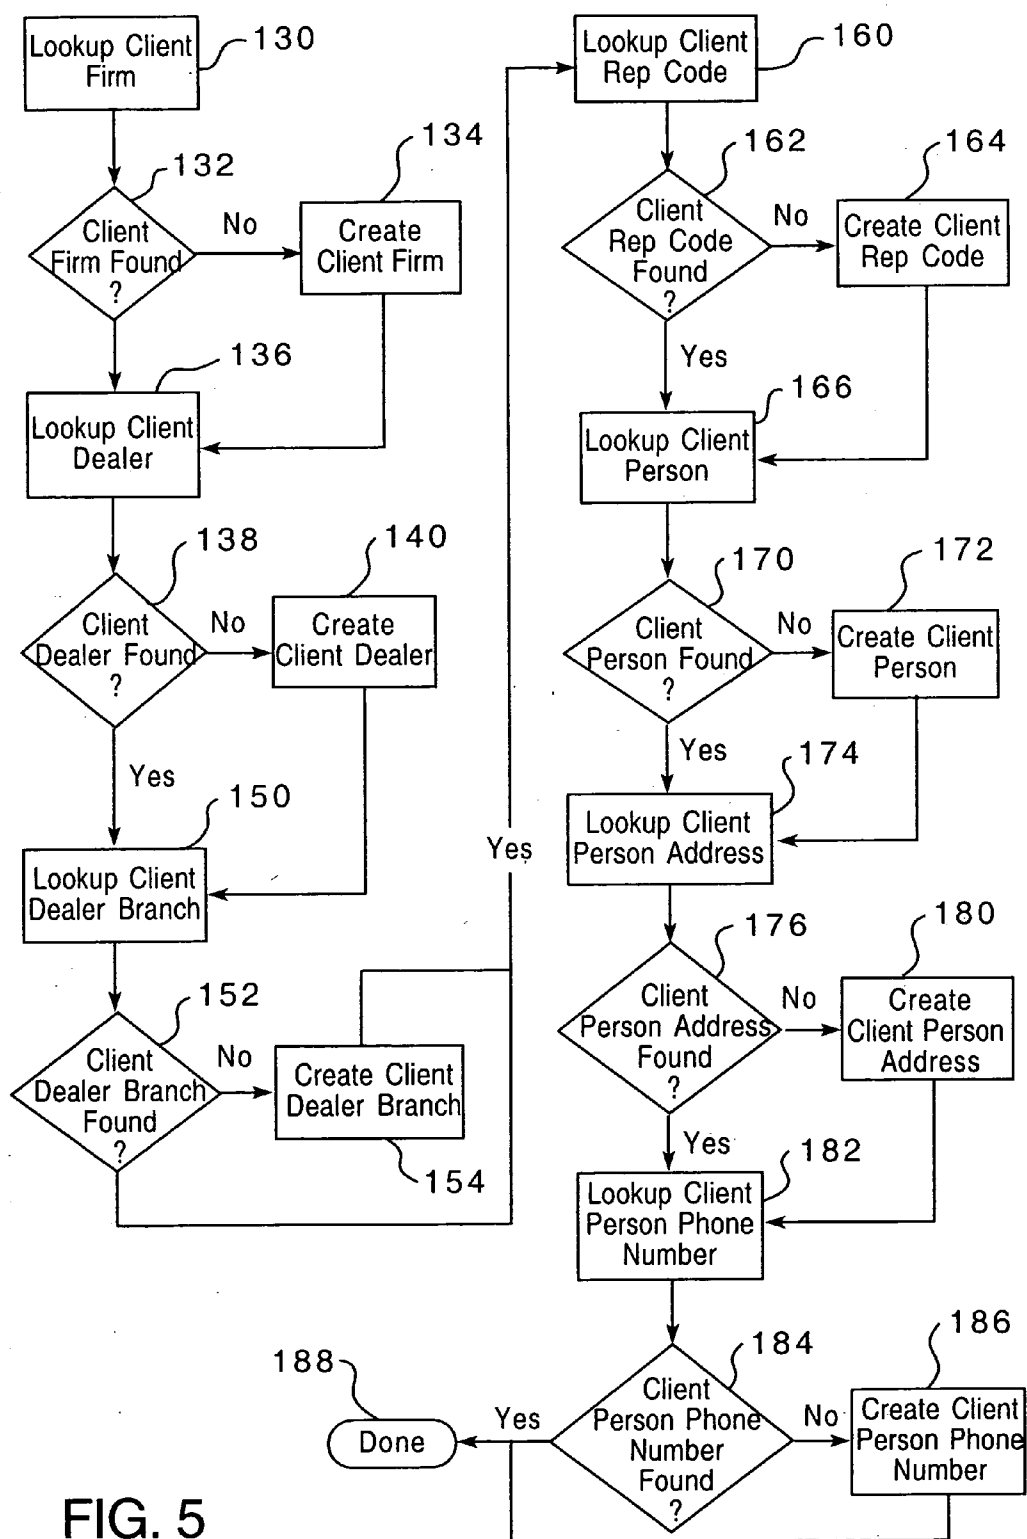 Lookup Client
Firm
130
132
Client
Firm Found
?
No
134
Create
Client Firm
136
Lookup Client
Dealer
138
Client
Dealer Found
?
No
140
Create
Client Dealer
Yes
150
Lookup Client
Dealer Branch
152
Client
Dealer Branch
Found
?
No
Create Client
Dealer Branch
154
Yes
Lookup Client
Rep Code
160
162
Client
Rep Code
Found
?
No
164
Create Client
Rep Code
Yes
166
Lookup Client
Person
170
Client
Person Found
?
No
172
Create Client
Person
Yes
174
Lookup Client
Person Address
176
Client
Person Address
Found
?
No
180
Create
Client Person
Address
Yes
182
Lookup Client
Person Phone
Number
184
Client
Person Phone
Number
Found
?
No
186
Create Client
Person Phone
Number
Yes
188
Done
FIG. 5